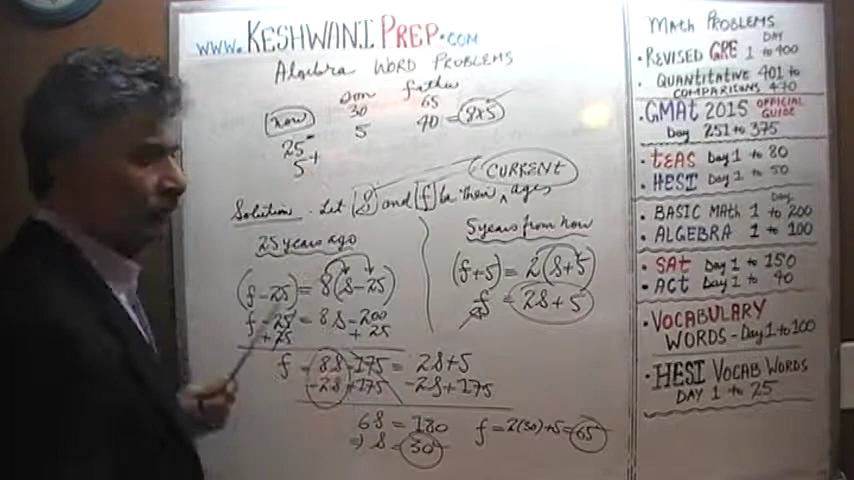 www.KESHWANIPREP.COM
Algebra WORD PROBLEMS
Son father
now 30 65
25- 5 40 = 8x5
5+
CURRENT
Solution - Let S and f be their ages
25 years ago
5 years from now
(f-25) = 8(S-25)
(f+5) = 2(S+5)
f - 25 = 8S-200
+25 +25
f = 2S+5
f = 8S-175 = 2S+5
-2S+175 -2S+175
6S = 180
f = 2(30)+5=65
⇒ S = 30
MATH PROBLEMS
DAY
• REVISED GRE 1 to 400
• QUANTITATIVE 401 to
COMPARISONS 470
• GMAT 2015 OFFICIAL GUIDE
Day 251 to 375
• TEAS Day 1 to 80
• HESI Day 1 to 50
Day
• BASIC MATH 1 to 200
• ALGEBRA 1 to 100
• SAT Day 1 to 150
• ACT Day 1 to 40
• VOCABULARY
WORDS - Day 1 to 100
• HESI VOCAB WORDS
DAY 1 to 25